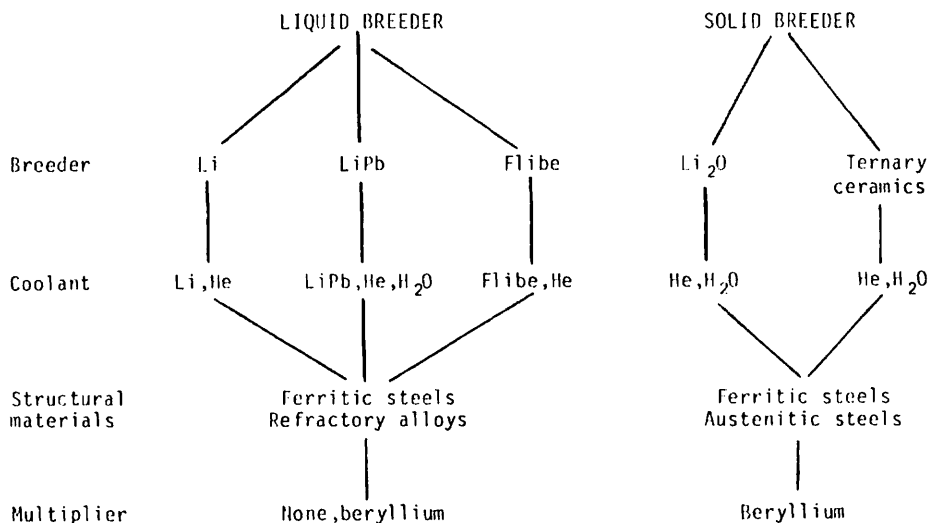 LIQUID BREEDER SOLID BREEDER
Breeder Li LiPb Flibe Li₂O Ternary
ceramics
Coolant Li,He LiPb,He,H₂O Flibe,He He,H₂O He,H₂O
Structural Ferritic steels Ferritic steels
materials Refractory alloys Austenitic steels
Multiplier None,beryllium Beryllium